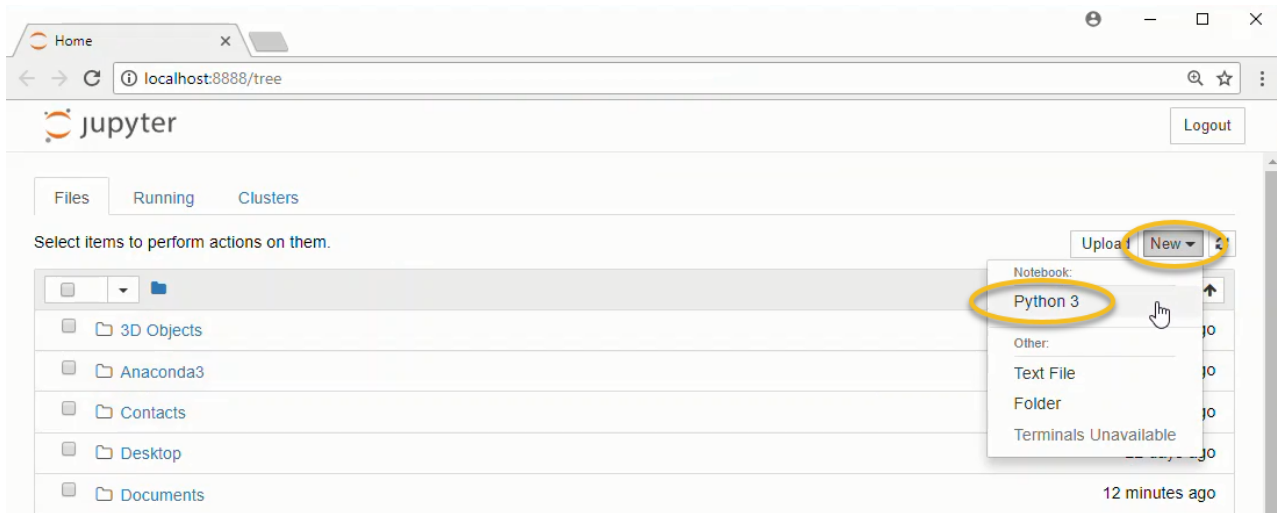 Home
localhost:8888/tree
jupyter
Logout
Files Running Clusters
Select items to perform actions on them.
Upload New
Notebook:
Python 3
Other:
Text File
Folder
Terminals Unavailable
3D Objects
Anaconda3
Contacts
Desktop
Documents 12 minutes ago